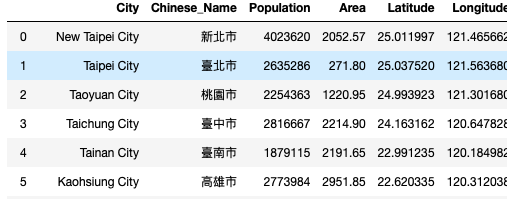 City Chinese_Name Population Area Latitude Longitude
0 New Taipei City 新北市 4023620 2052.57 25.011997 121.465662
1 Taipei City 臺北市 2635286 271.80 25.037520 121.563680
2 Taoyuan City 桃園市 2254363 1220.95 24.993923 121.301680
3 Taichung City 臺中市 2816667 2214.90 24.163162 120.647828
4 Tainan City 臺南市 1879115 2191.65 22.991235 120.184982
5 Kaohsiung City 高雄市 2773984 2951.85 22.620335 120.312038